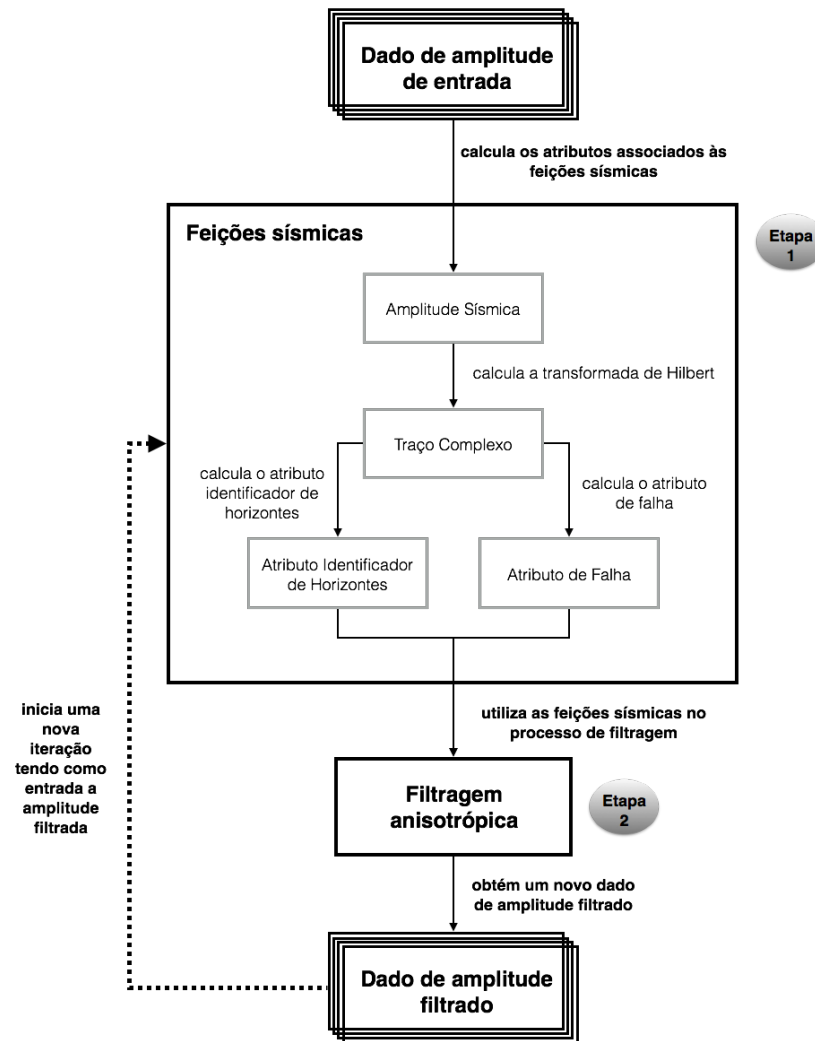 Dado de amplitude
de entrada
calcula os atributos associados às
feições sísmicas
Feições sísmicas
Etapa
1
Amplitude Sísmica
calcula a transformada de Hilbert
Traço Complexo
calcula o atributo
identificador de
horizontes
calcula o atributo
de falha
Atributo Identificador
de Horizontes
Atributo de Falha
utiliza as feições sísmicas no
processo de filtragem
inicia uma
nova
iteração
tendo como
entrada a
amplitude
filtrada
Filtragem
anisotrópica
Etapa
2
obtém um novo dado
de amplitude filtrado
Dado de amplitude
filtrado